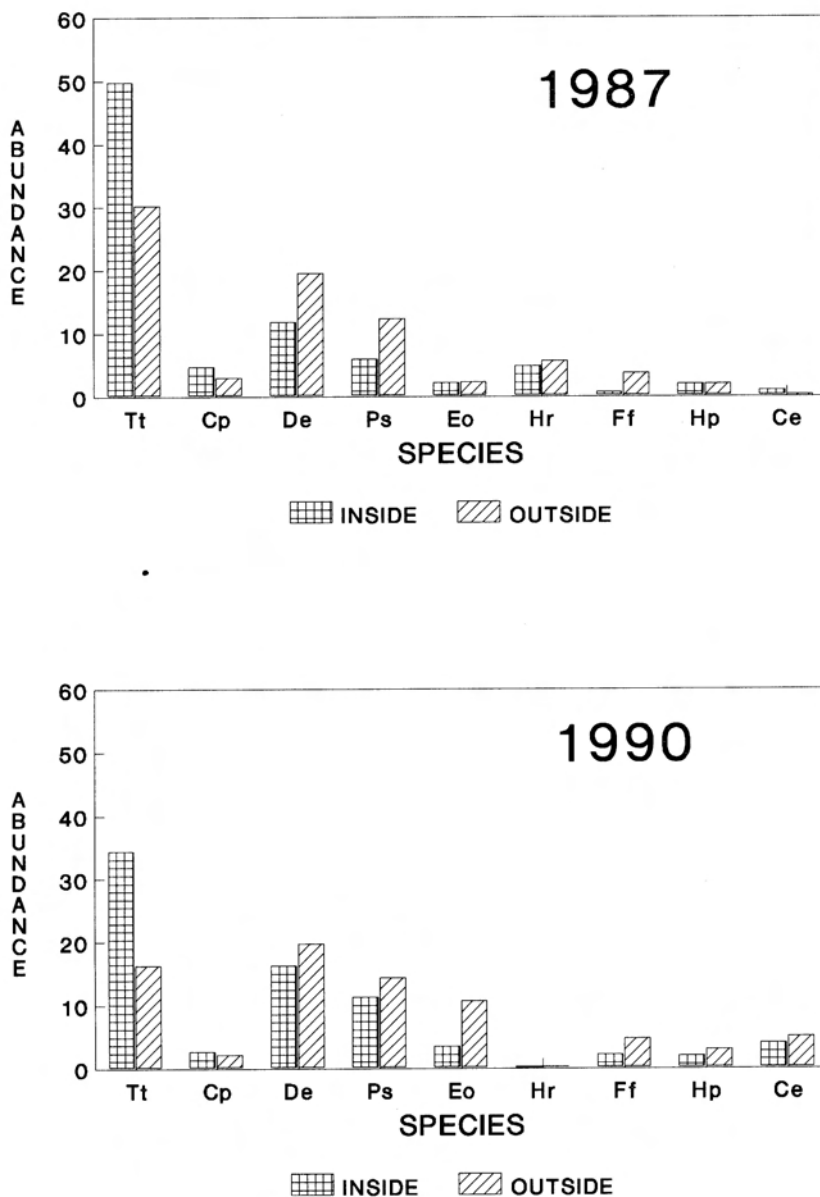 60
1987
50
40
30
20
10
0
ABUNDANCE
Tt Cp De Ps Eo Hr Ff Hp Ce
SPECIES
INSIDE OUTSIDE
60
1990
50
40
30
20
10
0
ABUNDANCE
Tt Cp De Ps Eo Hr Ff Hp Ce
SPECIES
INSIDE OUTSIDE